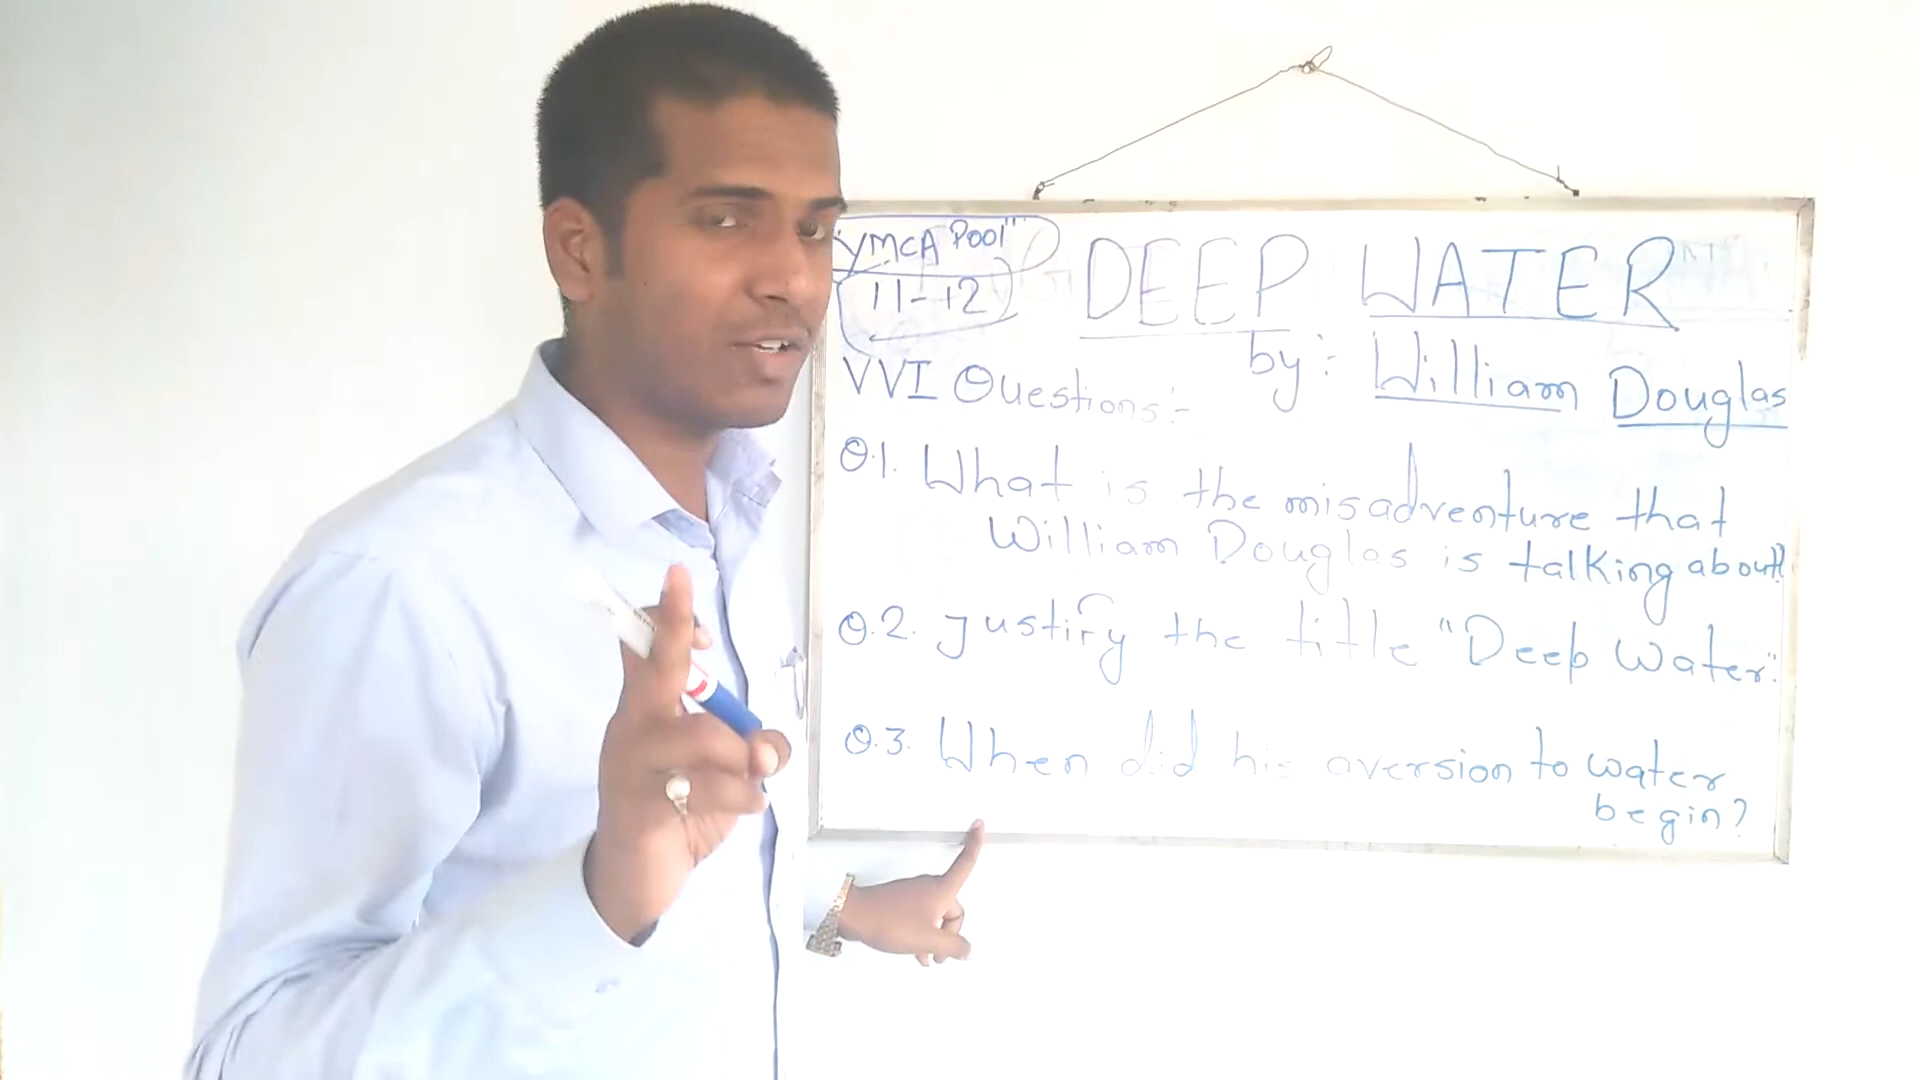 "YMCA Pool"
11-12
DEEP WATER
by:- William Douglas
VVI Questions:-
Q.1. What is the misadventure that
William Douglas is talking about?
Q.2. Justify the title "Deep Water".
Q.3. When did his aversion to water
begin?